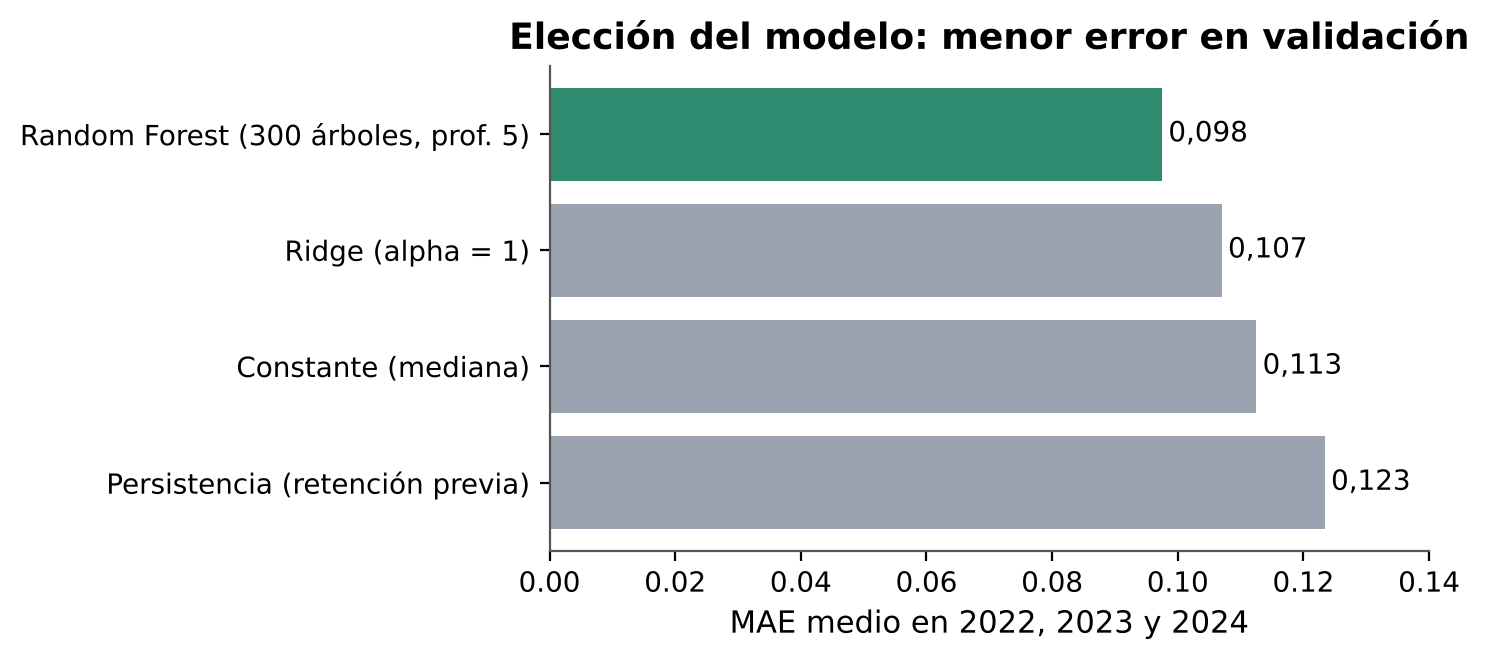 Elección del modelo: menor error en validación
Random Forest (300 árboles, prof. 5)
0,098
Ridge (alpha = 1)
0,107
Constante (mediana)
0,113
Persistencia (retención previa)
0,123
0.00 0.02 0.04 0.06 0.08 0.10 0.12 0.14
MAE medio en 2022, 2023 y 2024